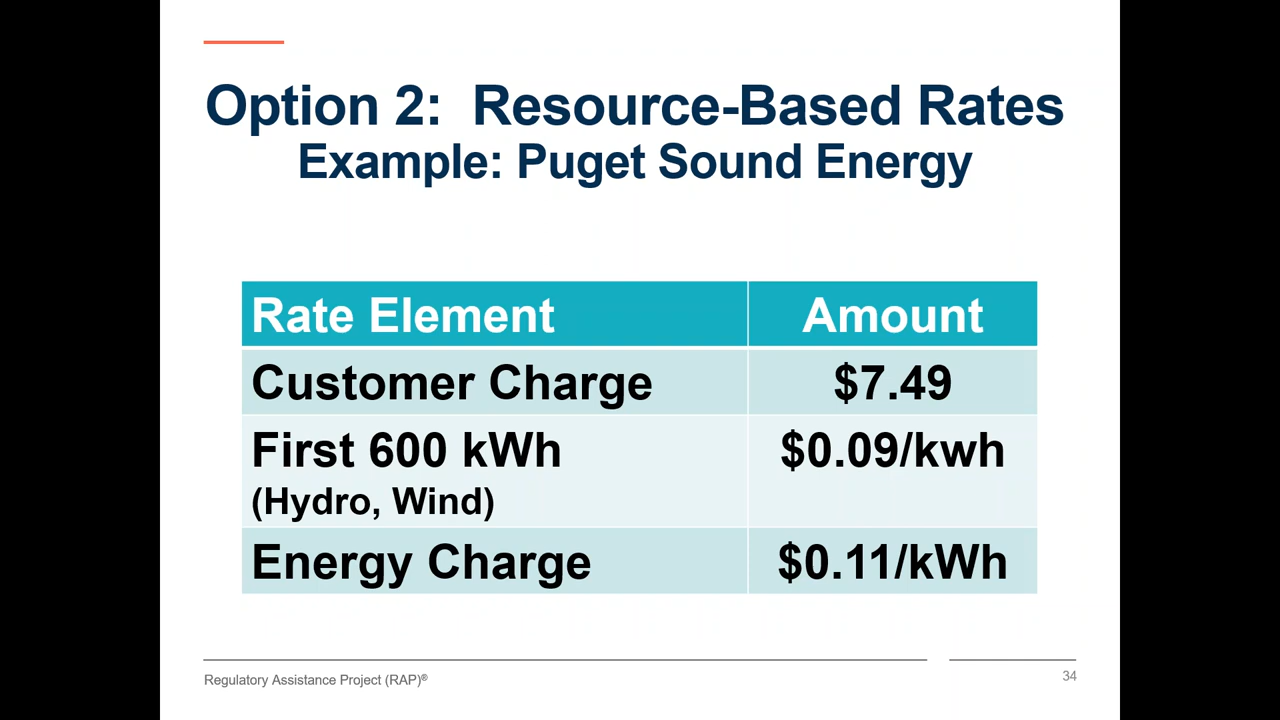 Option 2:  Resource-Based Rates
Example: Puget Sound Energy
Rate Element Amount
Customer Charge $7.49
First 600 kWh $0.09/kwh
(Hydro, Wind)
Energy Charge $0.11/kWh
Regulatory Assistance Project (RAP)®
34